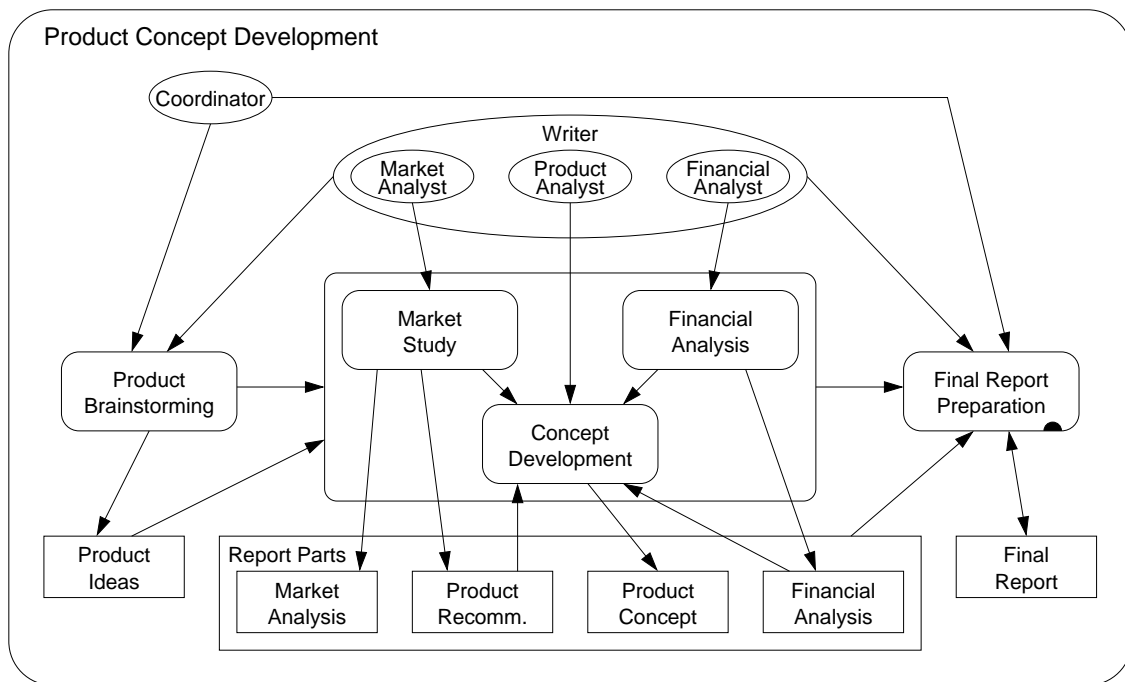 Product Concept Development
Coordinator
Writer
Market
Analyst
Product
Analyst
Financial
Analyst
Market
Study
Financial
Analysis
Product
Brainstorming
Final Report
Preparation
Concept
Development
Product
Ideas
Report Parts
Market
Analysis
Product
Recomm.
Product
Concept
Financial
Analysis
Final
Report